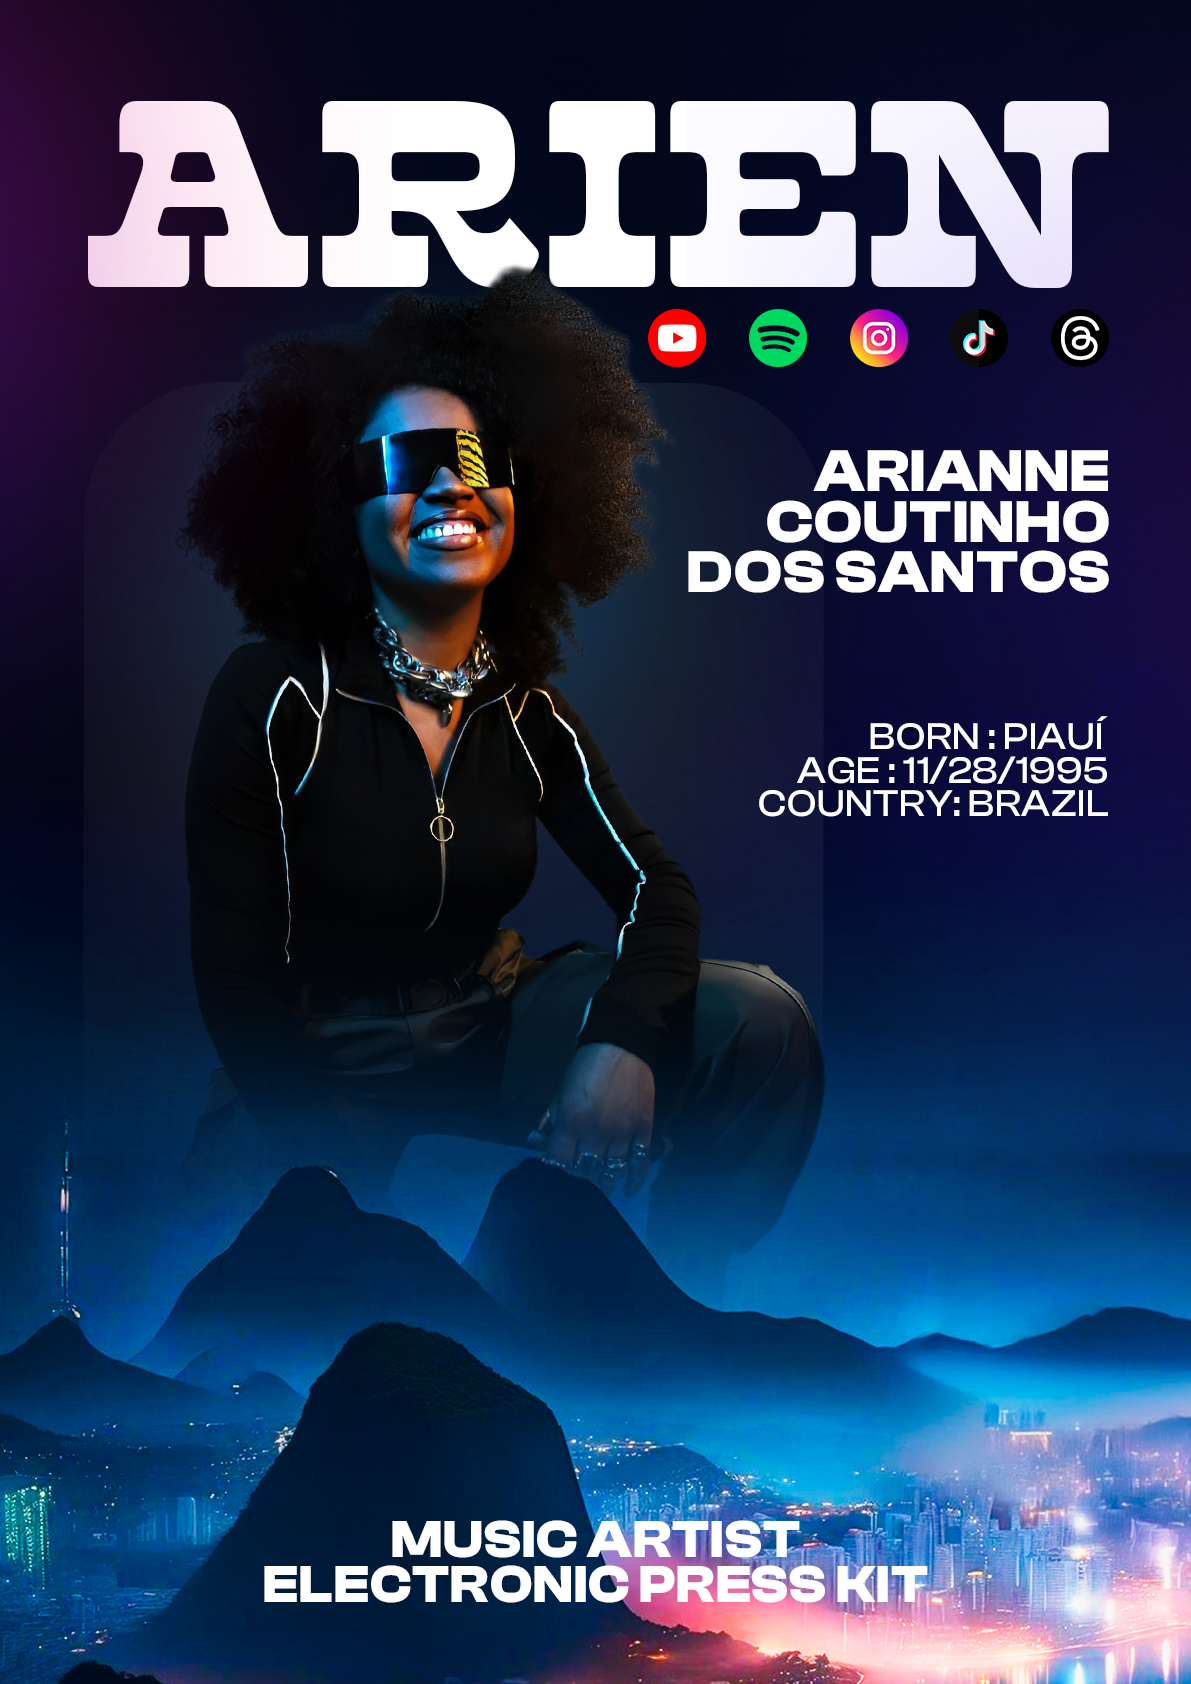 ARIEN
ARIANNE
COUTINHO
DOS SANTOS
BORN : PIAUÍ
AGE : 11/28/1995
COUNTRY: BRAZIL
MUSIC ARTIST
ELECTRONIC PRESS KIT